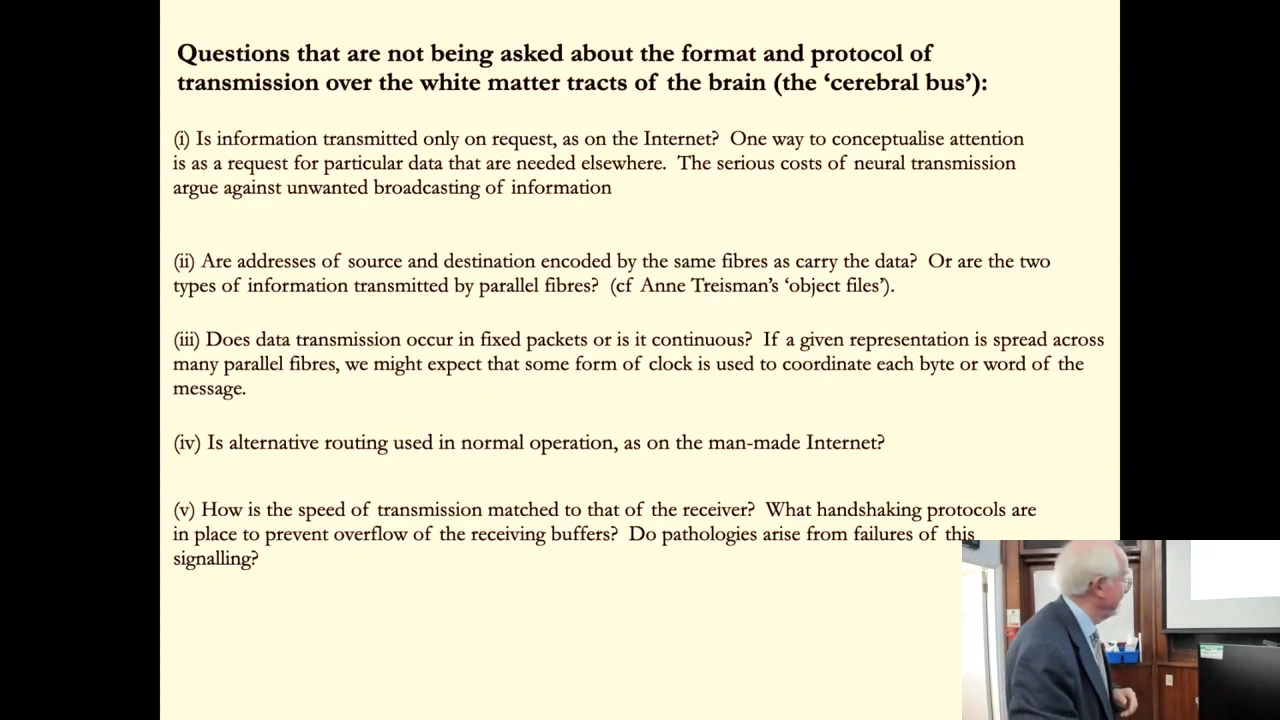 Questions that are not being asked about the format and protocol of
transmission over the white matter tracts of the brain (the ‘cerebral bus’):
(i) Is information transmitted only on request, as on the Internet?  One way to conceptualise attention
is as a request for particular data that are needed elsewhere.  The serious costs of neural transmission
argue against unwanted broadcasting of information
(ii) Are addresses of source and destination encoded by the same fibres as carry the data?  Or are the two
types of information transmitted by parallel fibres?  (cf Anne Treisman’s ‘object files’).
(iii) Does data transmission occur in fixed packets or is it continuous?  If a given representation is spread across
many parallel fibres, we might expect that some form of clock is used to coordinate each byte or word of the
message.
(iv) Is alternative routing used in normal operation, as on the man-made Internet?
(v) How is the speed of transmission matched to that of the receiver?  What handshaking protocols are
in place to prevent overflow of the receiving buffers?  Do pathologies arise from failures of this
signalling?